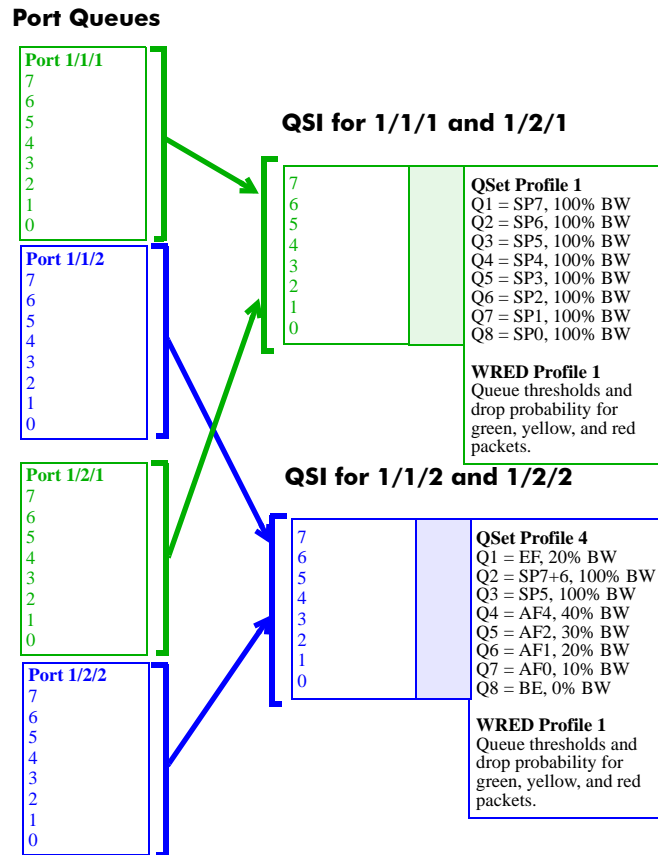 Port Queues
Port 1/1/1
7
6
5
4
3
2
1
0
Port 1/1/2
7
6
5
4
3
2
1
0
Port 1/2/1
7
6
5
4
3
2
1
0
Port 1/2/2
7
6
5
4
3
2
1
0
QSI for 1/1/1 and 1/2/1
7
6
5
4
3
2
1
0
QSet Profile 1
Q1 = SP7, 100% BW
Q2 = SP6, 100% BW
Q3 = SP5, 100% BW
Q4 = SP4, 100% BW
Q5 = SP3, 100% BW
Q6 = SP2, 100% BW
Q7 = SP1, 100% BW
Q8 = SP0, 100% BW
WRED Profile 1
Queue thresholds and
drop probability for
green, yellow, and red
packets.
QSI for 1/1/2 and 1/2/2
7
6
5
4
3
2
1
0
QSet Profile 4
Q1 = EF, 20% BW
Q2 = SP7+6, 100% BW
Q3 = SP5, 100% BW
Q4 = AF4, 40% BW
Q5 = AF2, 30% BW
Q6 = AF1, 20% BW
Q7 = AF0, 10% BW
Q8 = BE, 0% BW
WRED Profile 1
Queue thresholds and
drop probability for
green, yellow, and red
packets.